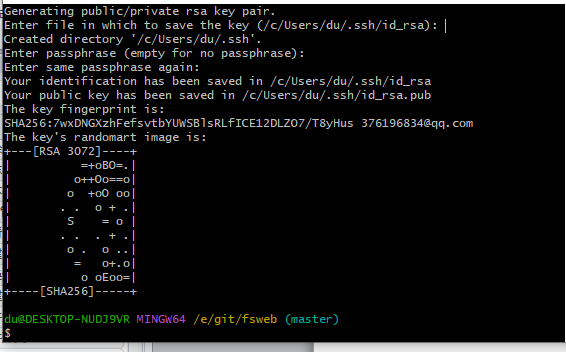 Generating public/private rsa key pair.
Enter file in which to save the key (/c/Users/du/.ssh/id_rsa):
Created directory '/c/Users/du/.ssh'.
Enter passphrase (empty for no passphrase):
Enter same passphrase again:
Your identification has been saved in /c/Users/du/.ssh/id_rsa
Your public key has been saved in /c/Users/du/.ssh/id_rsa.pub
The key fingerprint is:
SHA256:7wxDNGXzhFefsvtbYUWSBlsRLfICE12DLZO7/T8yHus 376196834@qq.com
The key's randomart image is:
+---[RSA 3072]----+
|         =+oBO=.|
|        o++Oo==o|
|       o  +oO oo|
|      . .  o + .|
|       S    = o |
|      . .  . + .|
|       o .  o ..|
|        =   o+.o|
|         o oEoo=|
+----[SHA256]-----+
du@DESKTOP-NUDJ9VR MINGW64 /e/git/fsweb (master)
$